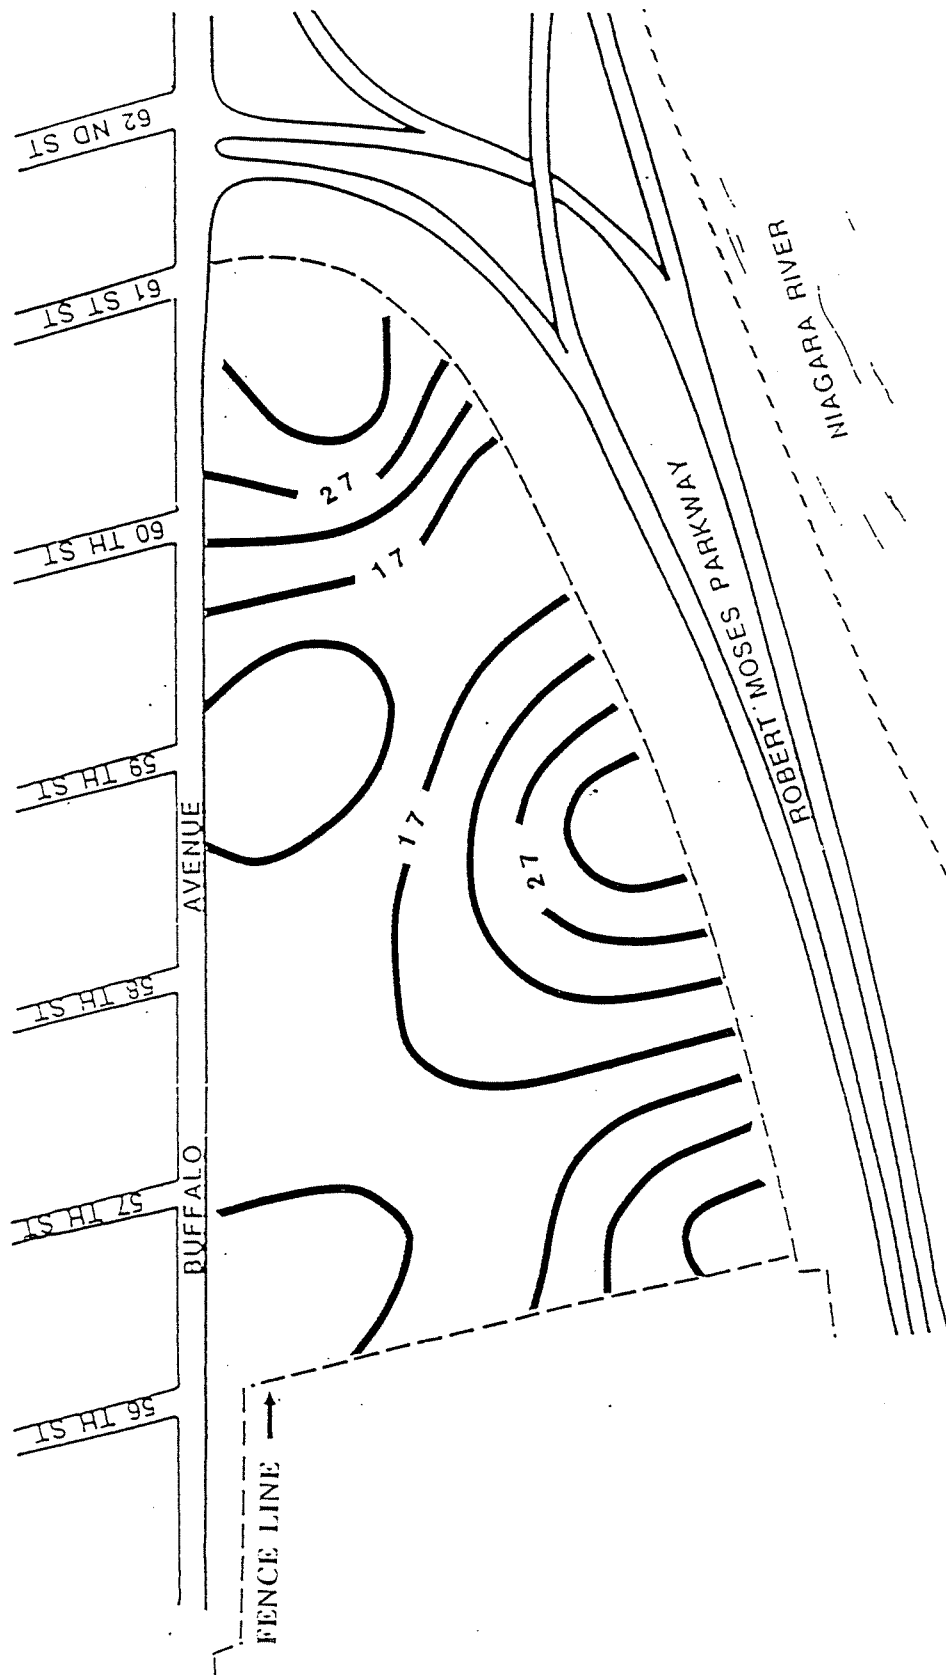 62 ND ST
61 ST ST
60 TH ST
59 TH ST
58 TH ST
57 TH ST
56 TH ST
BUFFALO AVENUE
27
17
17
27
ROBERT MOSES PARKWAY
NIAGARA RIVER
FENCE LINE